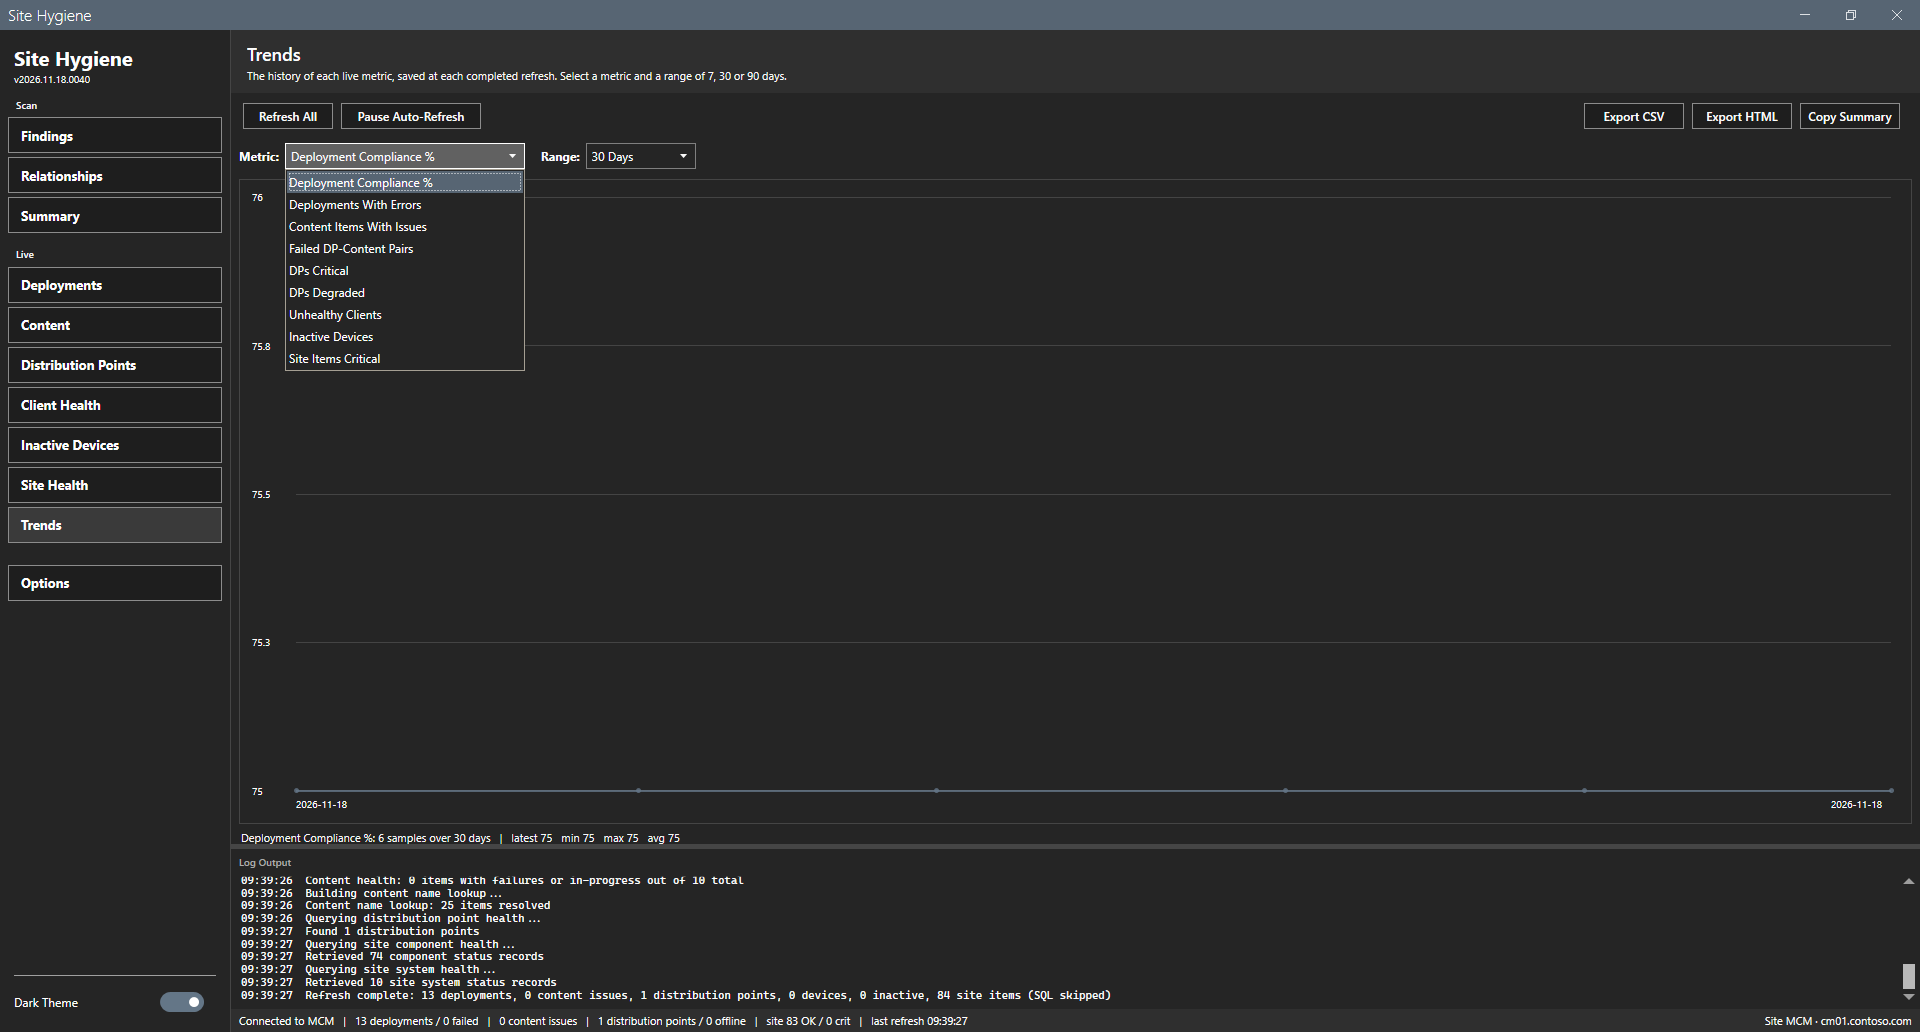 Site Hygiene
Site Hygiene
v2026.11.18.0040
Scan
Findings
Relationships
Summary
Live
Deployments
Content
Distribution Points
Client Health
Inactive Devices
Site Health
Trends
Options
Dark Theme
Trends
The history of each live metric, saved at each completed refresh. Select a metric and a range of 7, 30 or 90 days.
Refresh All
Pause Auto-Refresh
Export CSV
Export HTML
Copy Summary
Metric:
Deployment Compliance %
Range:
30 Days
Deployment Compliance %
Deployments With Errors
Content Items With Issues
Failed DP-Content Pairs
DPs Critical
DPs Degraded
Unhealthy Clients
Inactive Devices
Site Items Critical
76
75.8
75.5
75.3
75
2026-11-18
2026-11-18
Deployment Compliance %: 6 samples over 30 days | latest 75 min 75 max 75 avg 75
Log Output
09:39:26 Content health: 0 items with failures or in-progress out of 10 total
09:39:26 Building content name lookup...
09:39:26 Content name lookup: 25 items resolved
09:39:26 Querying distribution point health...
09:39:27 Found 1 distribution points
09:39:27 Querying site component health...
09:39:27 Retrieved 74 component status records
09:39:27 Querying site system health...
09:39:27 Retrieved 10 site system status records
09:39:27 Refresh complete: 13 deployments, 0 content issues, 1 distribution points, 0 devices, 0 inactive, 84 site items (SQL skipped)
Connected to MCM | 13 deployments / 0 failed | 0 content issues | 1 distribution points / 0 offline | site 83 OK / 0 crit | last refresh 09:39:27
Site MCM · cm01.contoso.com